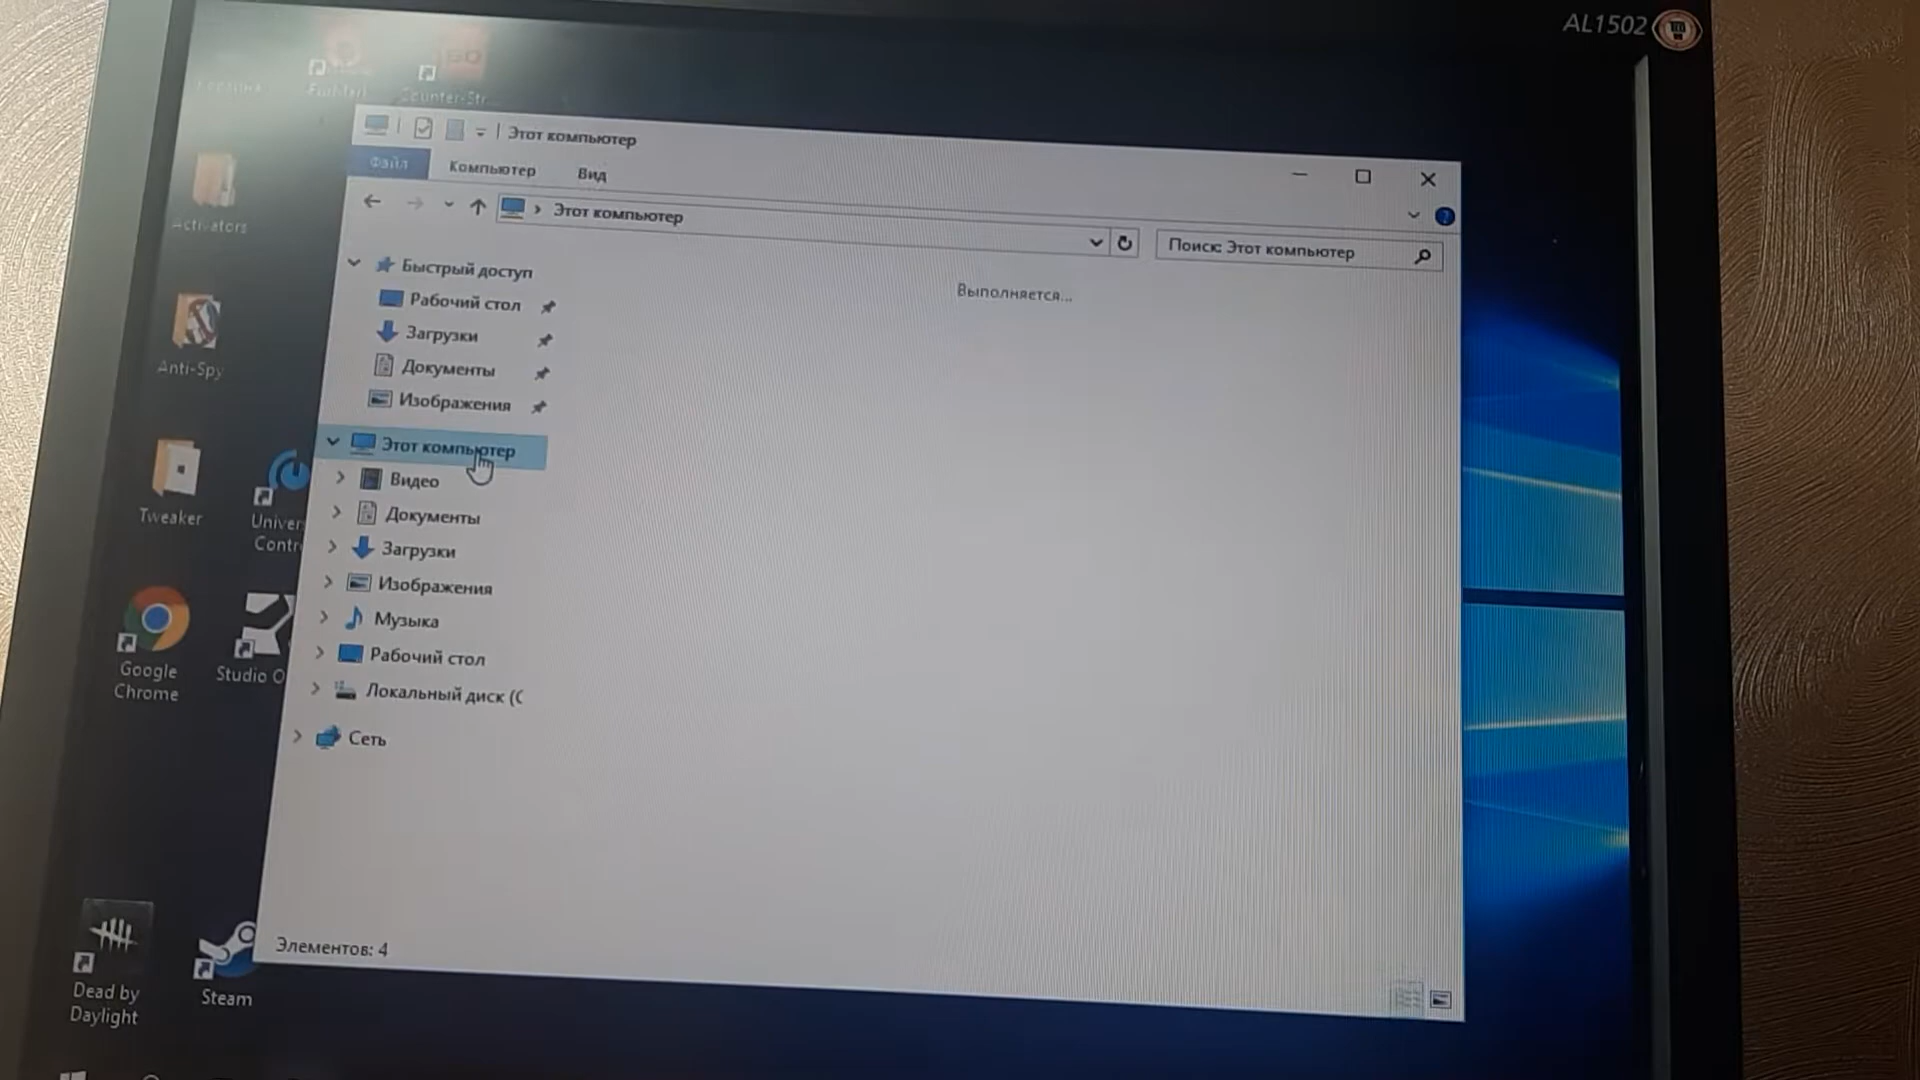 AL1502
GO
Counter-Str...
Этот компьютер
Файл
Компьютер
Вид
Этот компьютер
Поиск: Этот компьютер
Выполняется...
Быстрый доступ
Рабочий стол
Загрузки
Документы
Изображения
Этот компьютер
Видео
Документы
Загрузки
Изображения
Музыка
Рабочий стол
Локальный диск (C
Сеть
Элементов: 4
Activators
Anti-Spy
Tweaker
Univer
Contr
Google
Chrome
Studio O
Dead by
Daylight
Steam